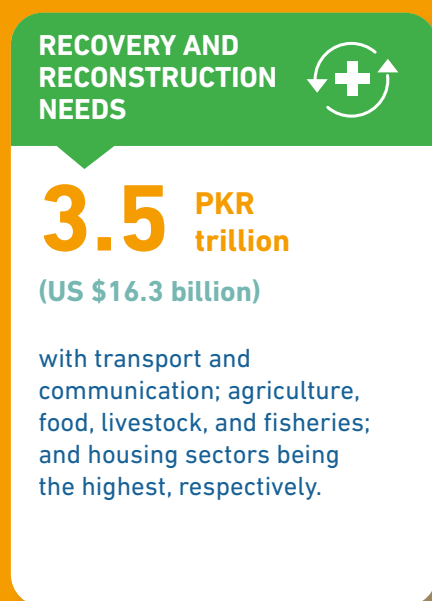 RECOVERY AND
RECONSTRUCTION
NEEDS
3.5 PKR
trillion
(US $16.3 billion)
with transport and
communication; agriculture,
food, livestock, and fisheries;
and housing sectors being
the highest, respectively.